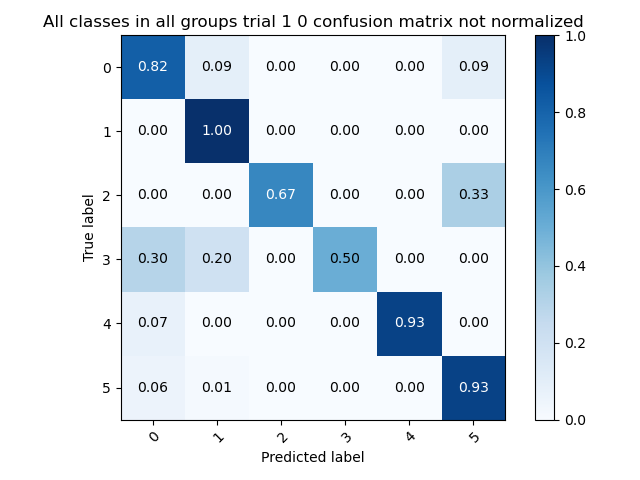 All classes in all groups trial 1 0 confusion matrix not normalized
True label
0 0.82 0.09 0.00 0.00 0.00 0.09
1 0.00 1.00 0.00 0.00 0.00 0.00
2 0.00 0.00 0.67 0.00 0.00 0.33
3 0.30 0.20 0.00 0.50 0.00 0.00
4 0.07 0.00 0.00 0.00 0.93 0.00
5 0.06 0.01 0.00 0.00 0.00 0.93
0 1 2 3 4 5
Predicted label
1.0
0.8
0.6
0.4
0.2
0.0